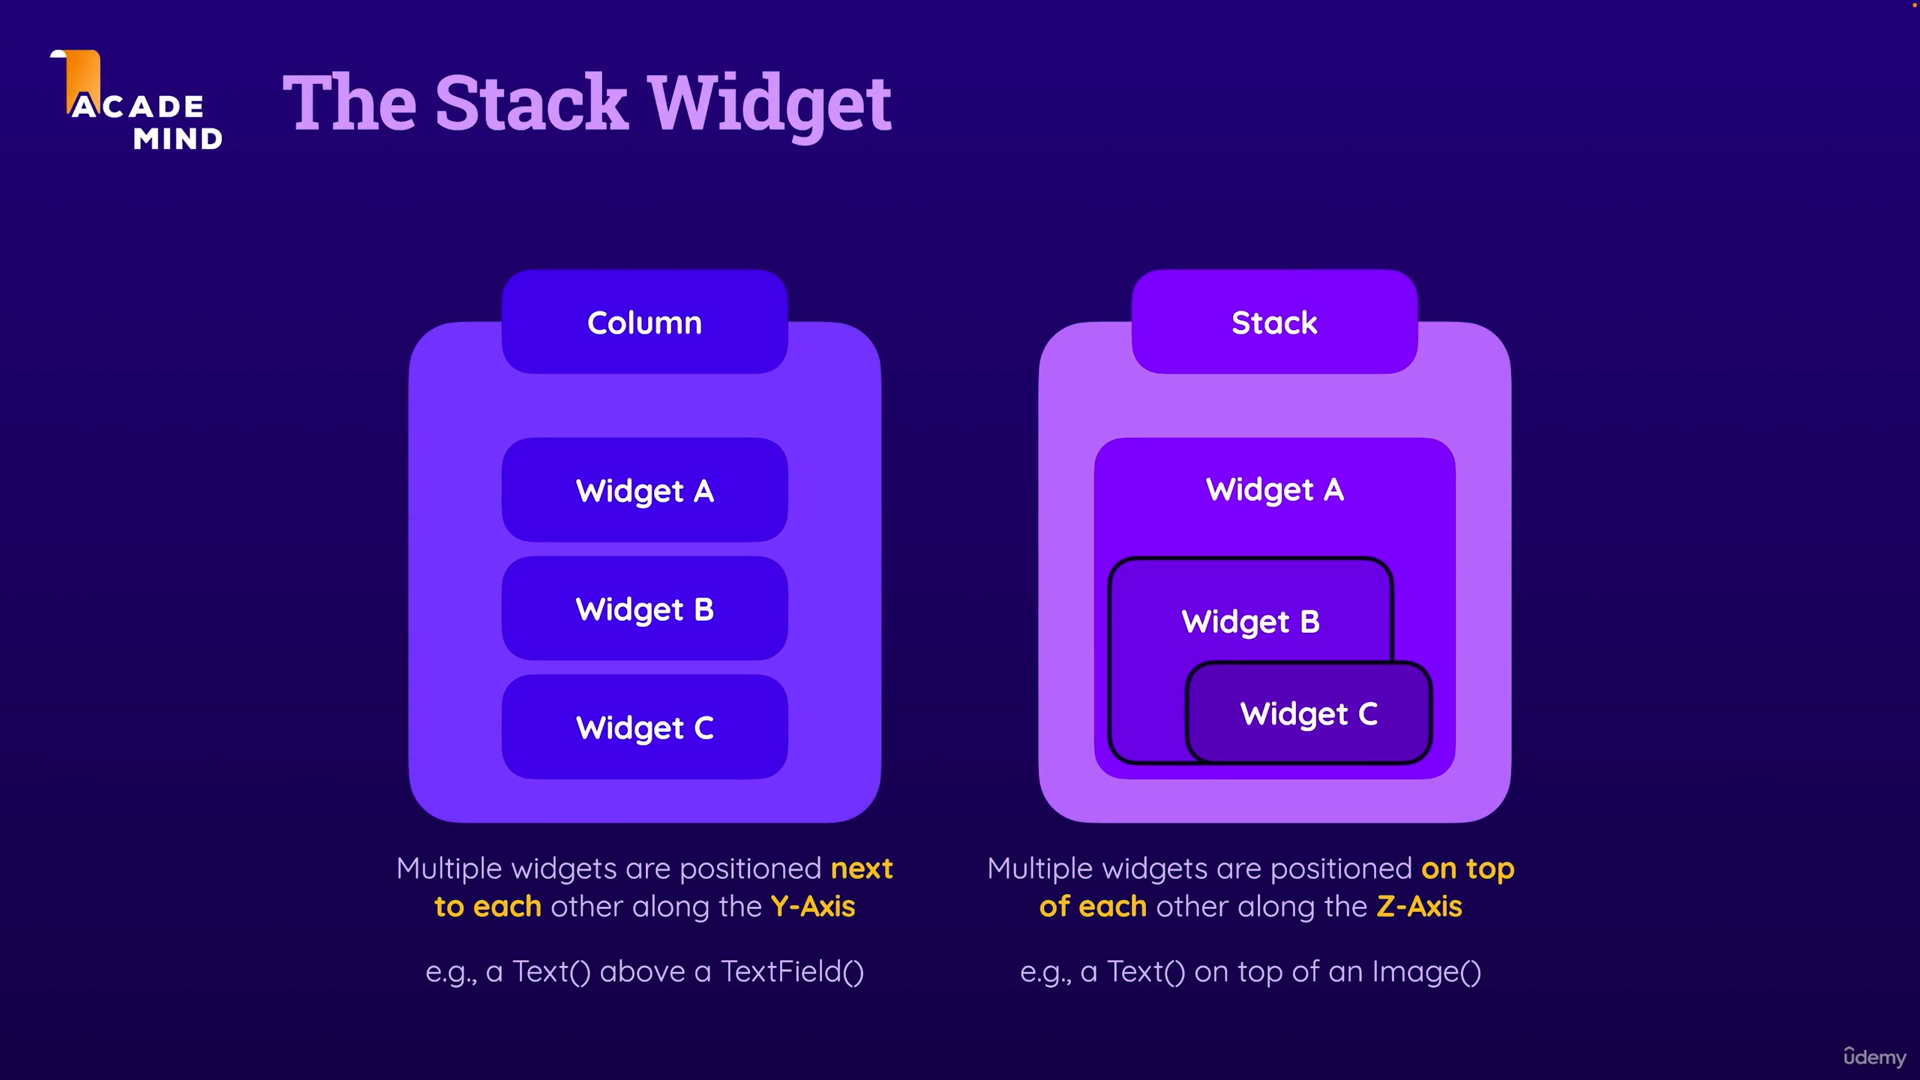 ACADE
MIND
The Stack Widget
Column
Widget A
Widget B
Widget C
Multiple widgets are positioned next
to each other along the Y-Axis
e.g., a Text() above a TextField()
Stack
Widget A
Widget B
Widget C
Multiple widgets are positioned on top
of each other along the Z-Axis
e.g., a Text() on top of an Image()
ûdemy